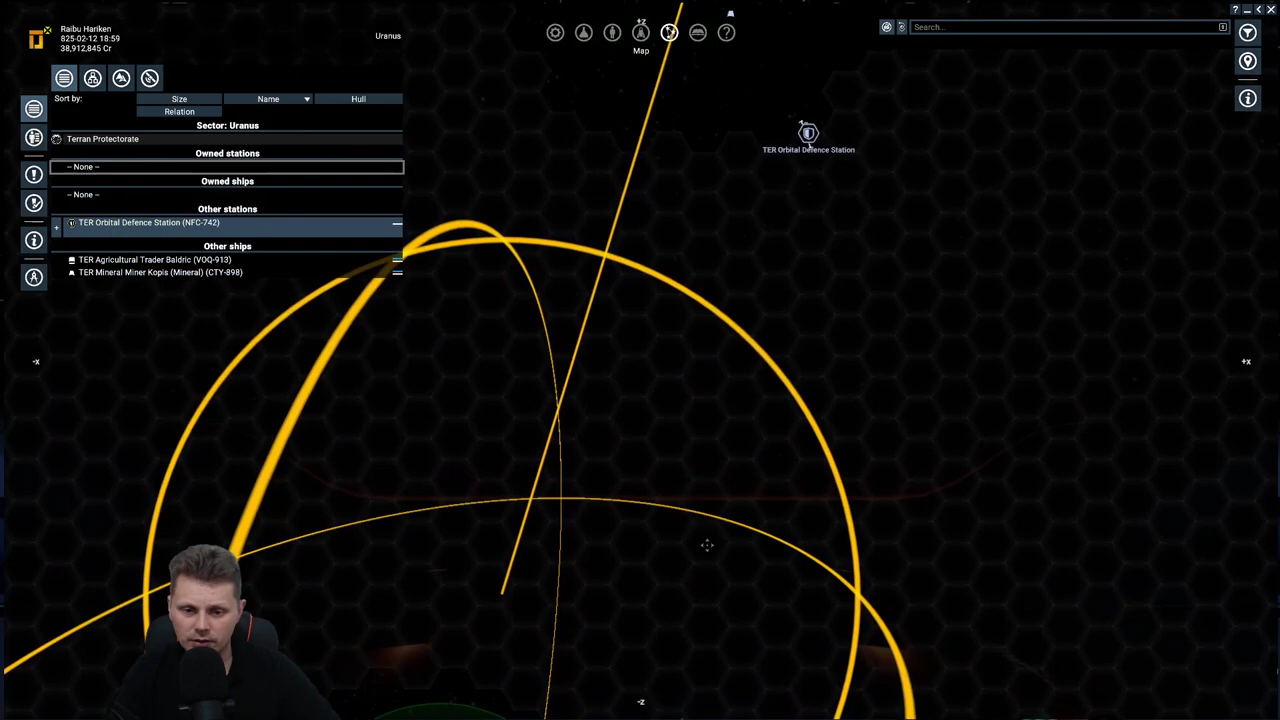 Raibu Hariken
825-02-12 18:59
38,912,845 Cr
Uranus
+z
Map
Search...
?
Sort by:
Size
Name
Hull
Relation
Sector: Uranus
Terran Protectorate
Owned stations
-- None --
Owned ships
-- None --
Other stations
+
TER Orbital Defence Station (NFC-742)
Other ships
TER Agricultural Trader Baldric (VOQ-913)
TER Mineral Miner Kopis (Mineral) (CTY-898)
TER Orbital Defence Station
-x
+x
-z